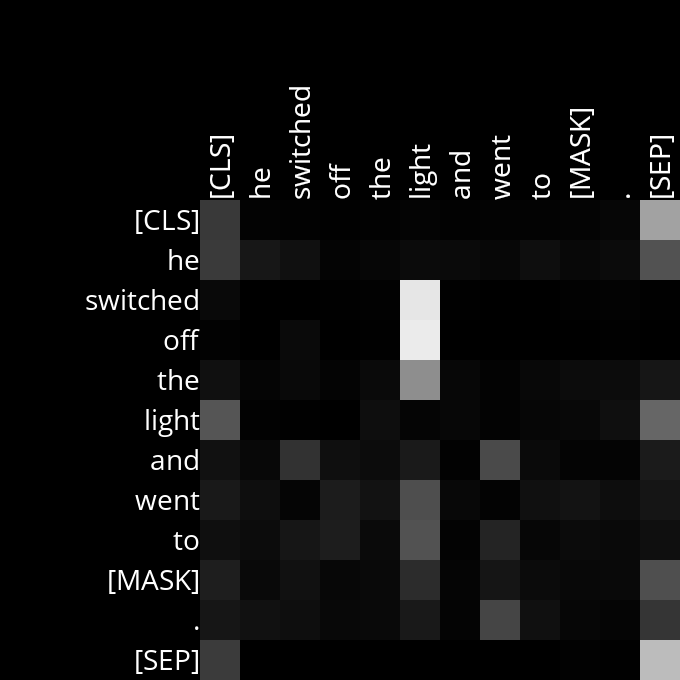 [CLS]
he
switched
off
the
light
and
went
to
[MASK]
.
[SEP]
[CLS]
he
switched
off
the
light
and
went
to
[MASK]
.
[SEP]